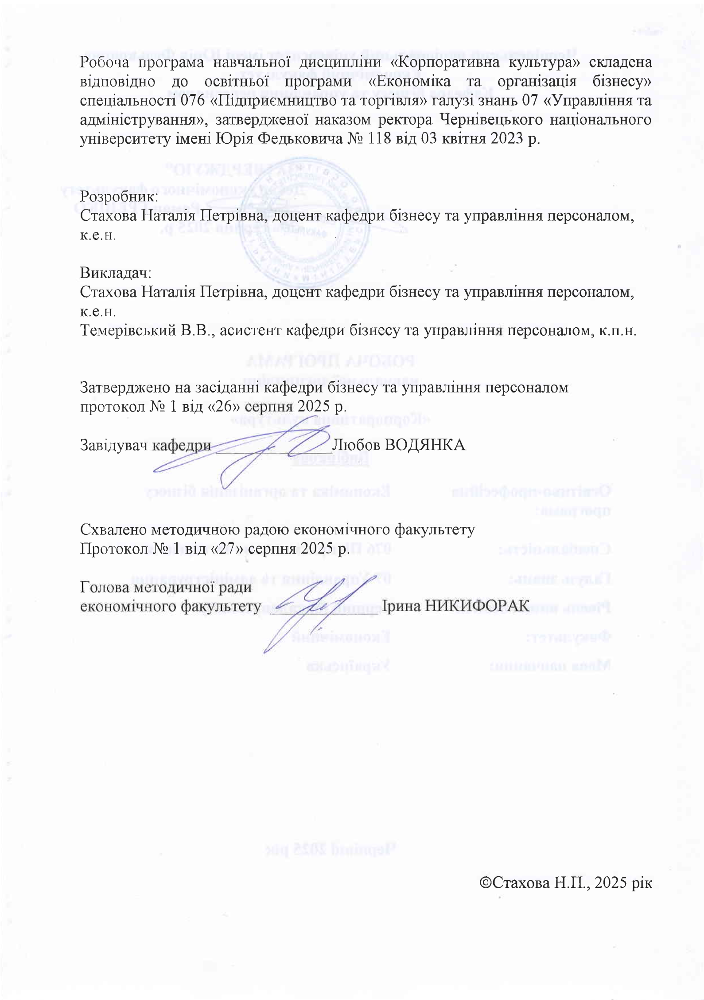 Робоча програма навчальної дисципліни «Корпоративна культура» складена
відповідно до освітньої програми «Економіка та організація бізнесу»
спеціальності 076 «Підприємництво та торгівля» галузі знань 07 «Управління та
адміністрування», затвердженої наказом ректора Чернівецького національного
університету імені Юрія Федьковича № 118 від 03 квітня 2023 р.
Розробник:
Стахова Наталія Петрівна, доцент кафедри бізнесу та управління персоналом,
к.е.н.
Викладач:
Стахова Наталія Петрівна, доцент кафедри бізнесу та управління персоналом,
к.е.н.
Темерівський В.В., асистент кафедри бізнесу та управління персоналом, к.п.н.
Затверджено на засіданні кафедри бізнесу та управління персоналом
протокол № 1 від «26» серпня 2025 р.
Завідувач кафедри ______________Любов ВОДЯНКА
Схвалено методичною радою економічного факультету
Протокол № 1 від «27» серпня 2025 р.
Голова методичної ради
економічного факультету _____________ Ірина НИКИФОРАК
©Стахова Н.П., 2025 рік